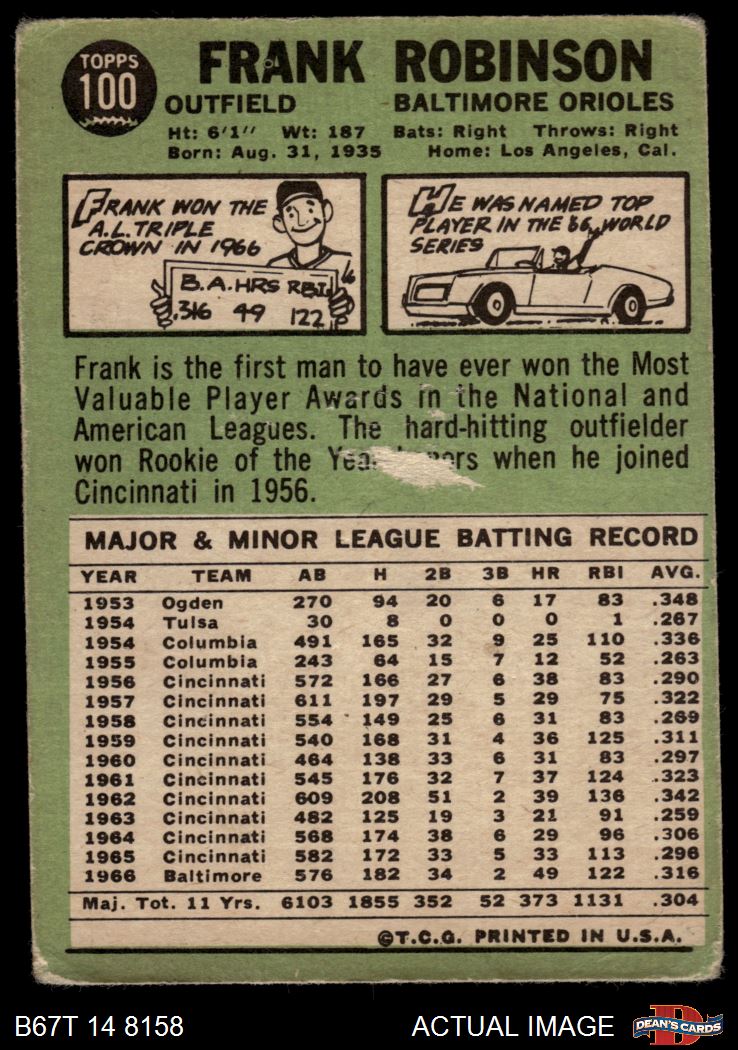 TOPPS
100
FRANK ROBINSON
OUTFIELD BALTIMORE ORIOLES
Ht: 6'1" Wt: 187 Bats: Right Throws: Right
Born: Aug. 31, 1935 Home: Los Angeles, Cal.
FRANK WON THE
A.L. TRIPLE
CROWN IN 1966
B.A. HRS RBI
.316 49 122
HE WAS NAMED TOP
PLAYER IN THE '66 WORLD
SERIES
Frank is the first man to have ever won the Most
Valuable Player Awards in the National and
American Leagues. The hard-hitting outfielder
won Rookie of the when he joined
Cincinnati in 1956.
MAJOR & MINOR LEAGUE BATTING RECORD
YEAR TEAM AB H 2B 3B HR RBI AVG.
1953 Ogden 270 94 20 6 17 83 .348
1954 Tulsa 30 8 0 0 0 1 .267
1954 Columbia 491 165 32 9 25 110 .336
1955 Columbia 243 64 15 7 12 52 .263
1956 Cincinnati 572 166 27 6 38 83 .290
1957 Cincinnati 611 197 29 5 29 75 .322
1958 Cincinnati 554 149 25 6 31 83 .269
1959 Cincinnati 540 168 31 4 36 125 .311
1960 Cincinnati 464 138 33 6 31 83 .297
1961 Cincinnati 545 176 32 7 37 124 .323
1962 Cincinnati 609 208 51 2 39 136 .342
1963 Cincinnati 482 125 19 3 21 91 .259
1964 Cincinnati 568 174 38 6 29 96 .306
1965 Cincinnati 582 172 33 5 33 113 .296
1966 Baltimore 576 182 34 2 49 122 .316
Maj. Tot. 11 Yrs. 6103 1855 352 52 373 1131 .304
©T.C.G. PRINTED IN U.S.A.
B67T 14 8158 ACTUAL IMAGE
D
DEAN'S CARDS